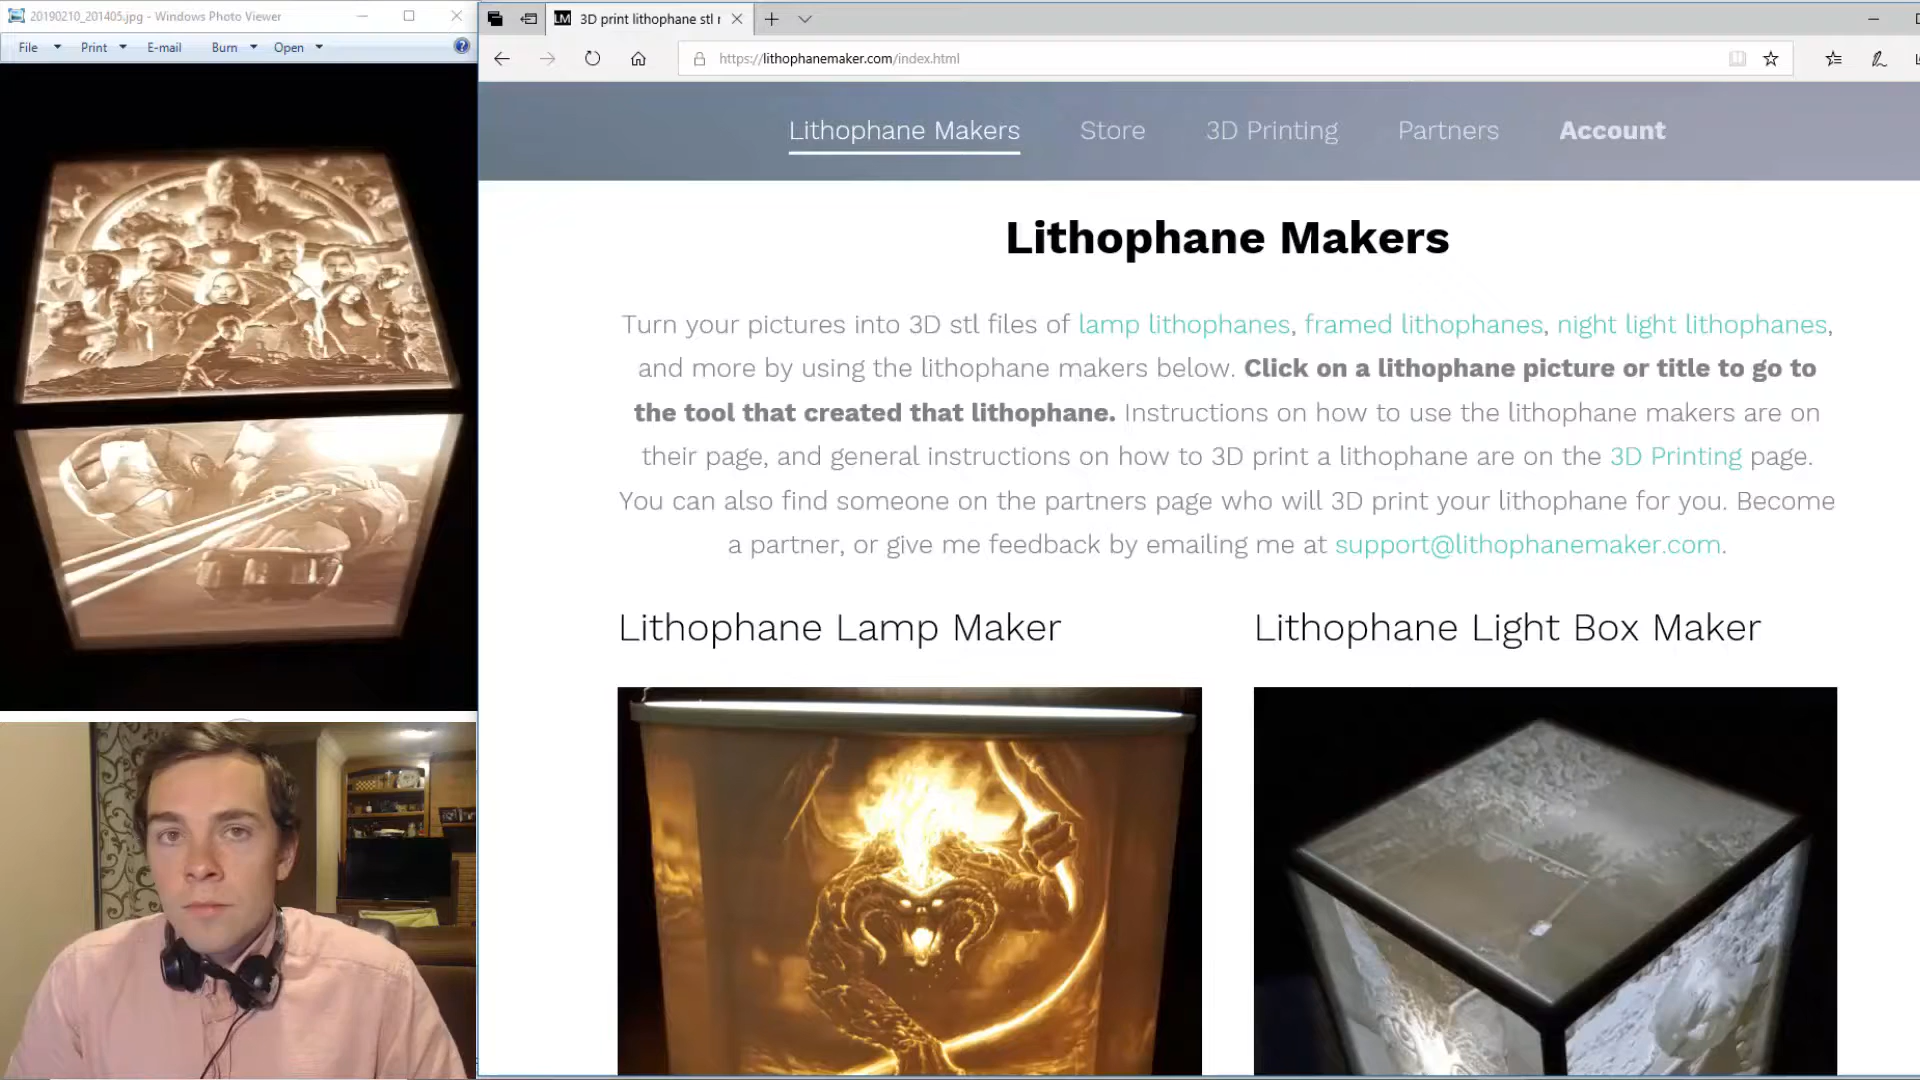 20190210_201405.jpg - Windows Photo Viewer
File Print E-mail Burn Open
LM 3D print lithophane stl
https://lithophanemaker.com/index.html
Lithophane Makers Store 3D Printing Partners Account
Lithophane Makers
Turn your pictures into 3D stl files of lamp lithophanes, framed lithophanes, night light lithophanes,
and more by using the lithophane makers below. Click on a lithophane picture or title to go to
the tool that created that lithophane. Instructions on how to use the lithophane makers are on
their page, and general instructions on how to 3D print a lithophane are on the 3D Printing page.
You can also find someone on the partners page who will 3D print your lithophane for you. Become
a partner, or give me feedback by emailing me at support@lithophanemaker.com.
Lithophane Lamp Maker Lithophane Light Box Maker